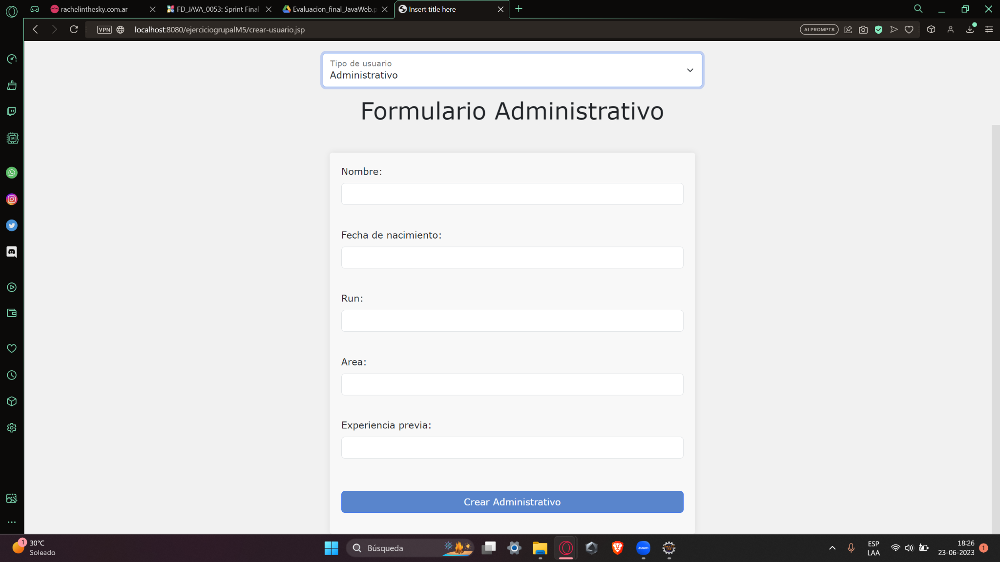 rachelinthesky.com.ar
FD_JAVA_0053: Sprint Final
Evaluacion_final_JavaWeb.p
Insert title here
VPN
localhost:8080/ejerciciogrupalM5/crear-usuario.jsp
AI PROMPTS
Tipo de usuario
Administrativo
Formulario Administrativo
Nombre:
Fecha de nacimiento:
Run:
Area:
Experiencia previa:
Crear Administrativo
1
30°C
Soleado
Búsqueda
zoom
ESP
LAA
18:26
23-06-2023
1